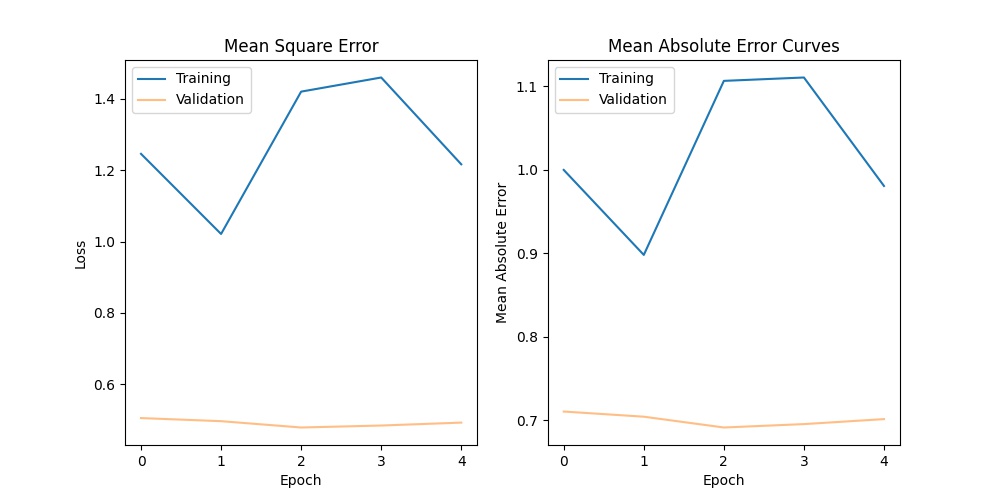 Mean Square Error
Training
Validation
1.4
1.2
1.0
0.8
0.6
Loss
0 1 2 3 4
Epoch
Mean Absolute Error Curves
Training
Validation
1.1
1.0
0.9
0.8
0.7
Mean Absolute Error
0 1 2 3 4
Epoch